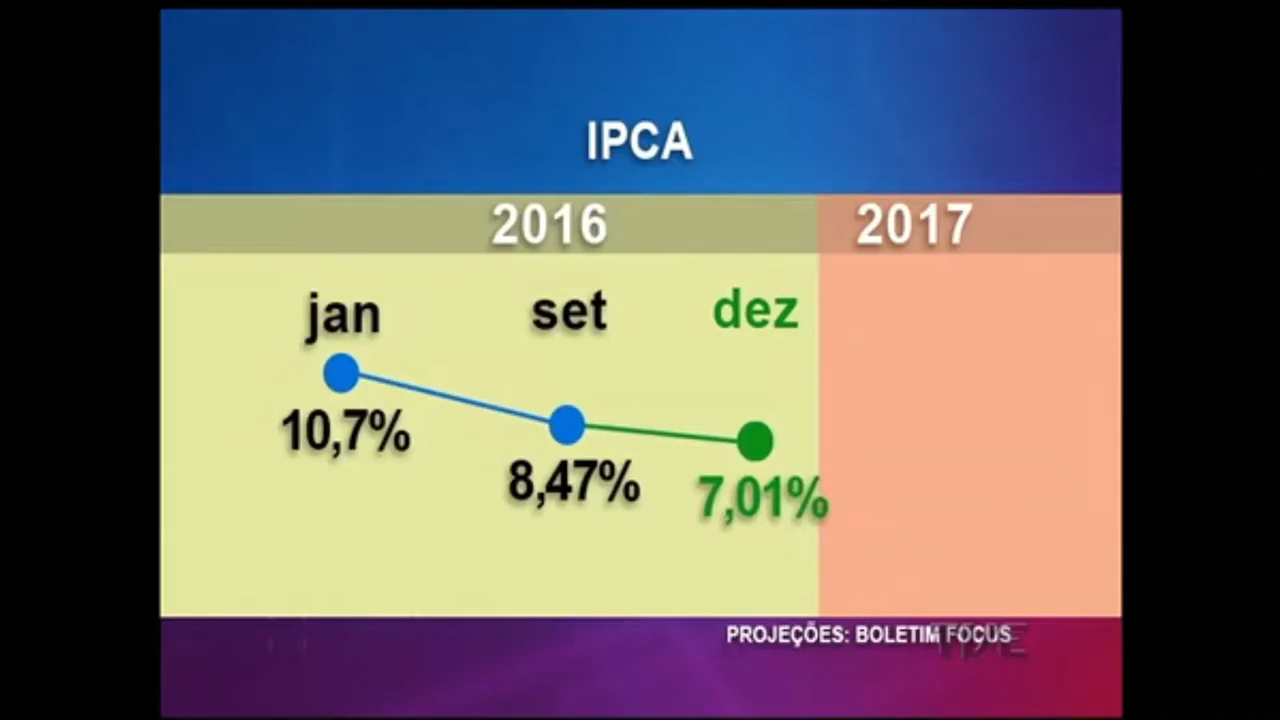 IPCA
2016 2017
jan set dez
10,7% 8,47% 7,01%
PROJEÇÕES: BOLETIM FOCUS